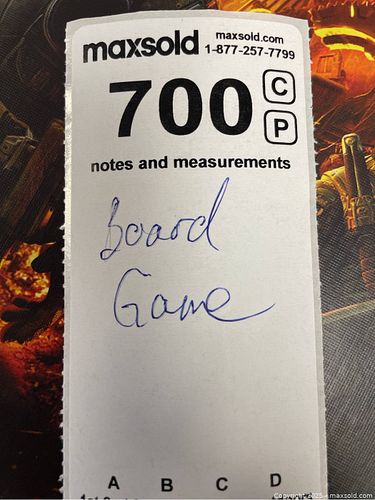 maxsold
maxsold.com
1-877-257-7799
700
C
P
notes and measurements
Board
Game
A B C D
Copyright 2025 - maxsold.com